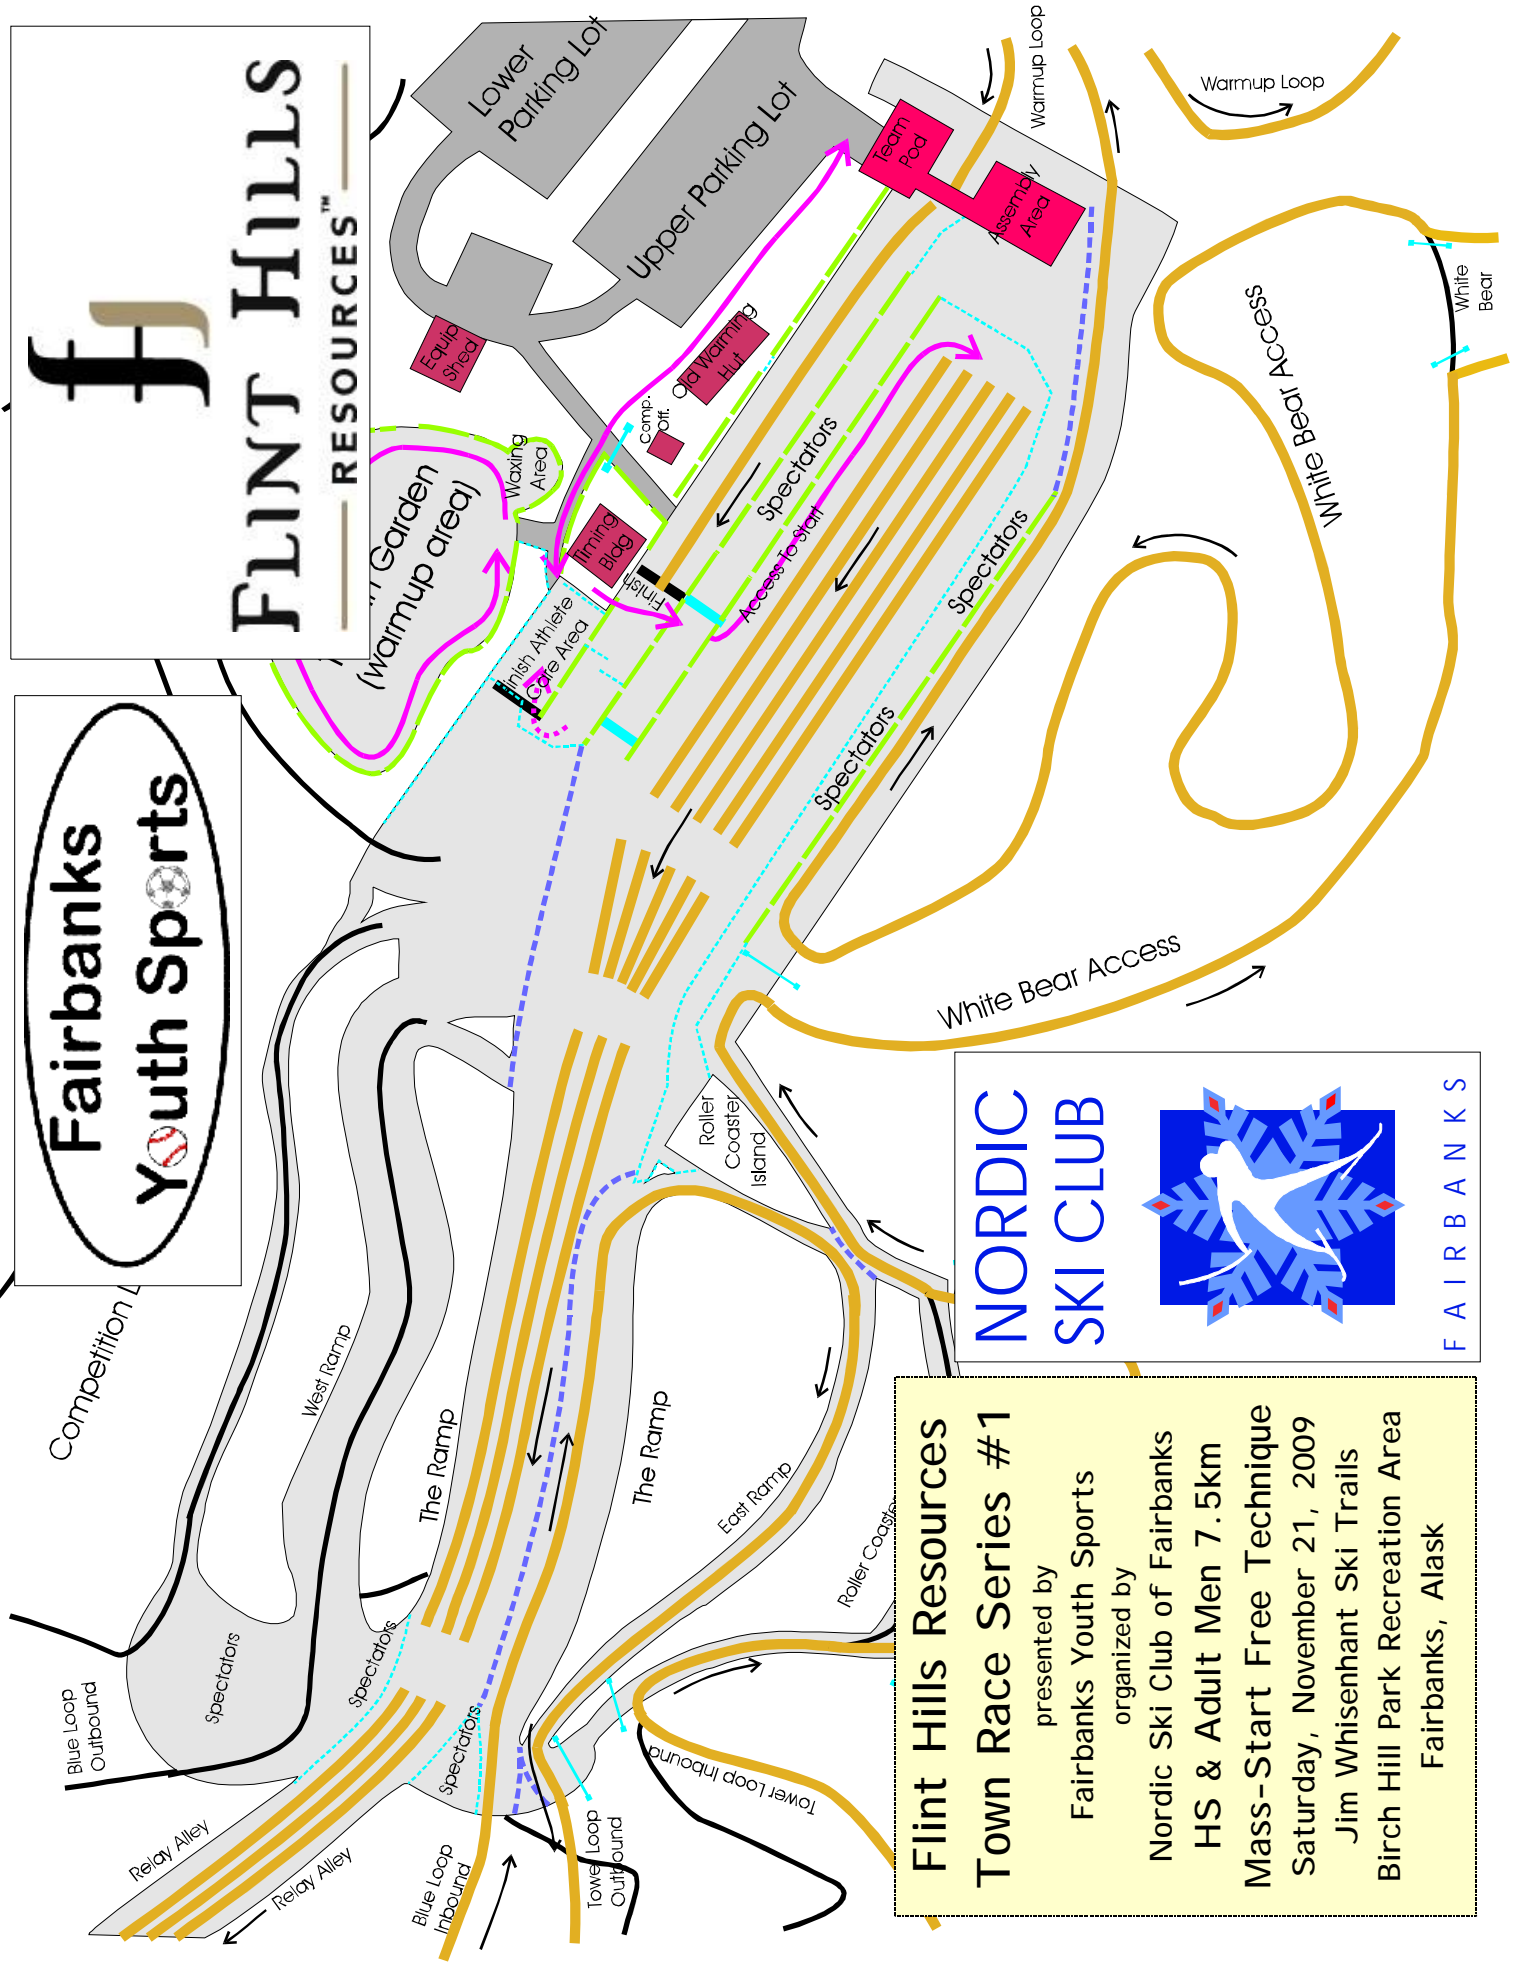 FLINT HILLS
RESOURCES™
Fairbanks
Youth Sports
Lower
Parking Lot
Upper Parking Lot
Equip
Shed
Old Warming
Hut
Comp.
Off.
Timing
Bldg
Finish
Waxing
Area
Garden
(warmup area)
Finish Athlete
Care Area
Team
Pod
Assembly
Area
Warmup Loop
Warmup Loop
White
Bear
White Bear Access
White Bear Access
Spectators
Access To Start
Spectators
Spectators
Roller
Coaster
Island
Competition
West Ramp
The Ramp
The Ramp
East Ramp
Roller Coaster
Spectators
Spectators
Spectators
Blue Loop
Outbound
Relay Alley
Relay Alley
Blue Loop
Inbound
Tower Loop
Outbound
Tower Loop Inbound
NORDIC
SKI CLUB
FAIRBANKS
Flint Hills Resources
Town Race Series #1
presented by
Fairbanks Youth Sports
organized by
Nordic Ski Club of Fairbanks
HS & Adult Men 7.5km
Mass-Start Free Technique
Saturday, November 21, 2009
Jim Whisenhant Ski Trails
Birch Hill Park Recreation Area
Fairbanks, Alask